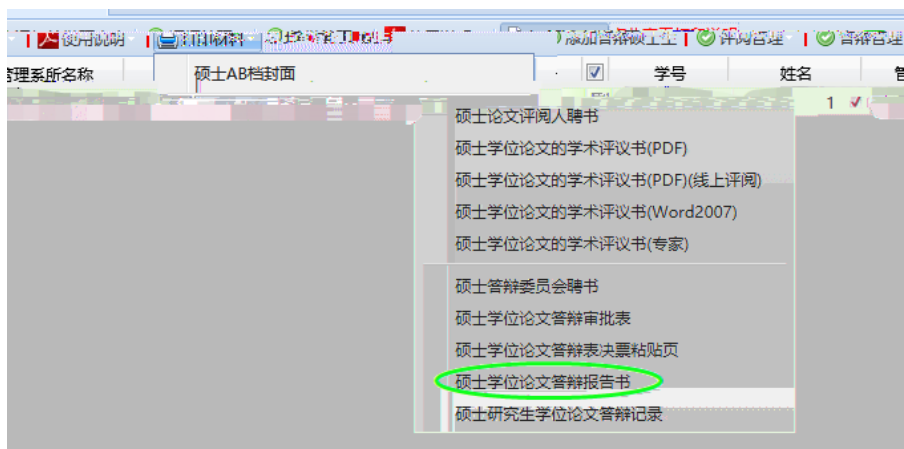 使用说明 打印材料 添加答辩硕士生 评阅管理 答辩管理
管理系所名称 学号 姓名
硕士AB档封面
1
硕士论文评阅人聘书
硕士学位论文的学术评议书(PDF)
硕士学位论文的学术评议书(PDF)(线上评阅)
硕士学位论文的学术评议书(Word2007)
硕士学位论文的学术评议书(专家)
硕士答辩委员会聘书
硕士学位论文答辩审批表
硕士学位论文答辩表决票粘贴页
硕士学位论文答辩报告书
硕士研究生学位论文答辩记录